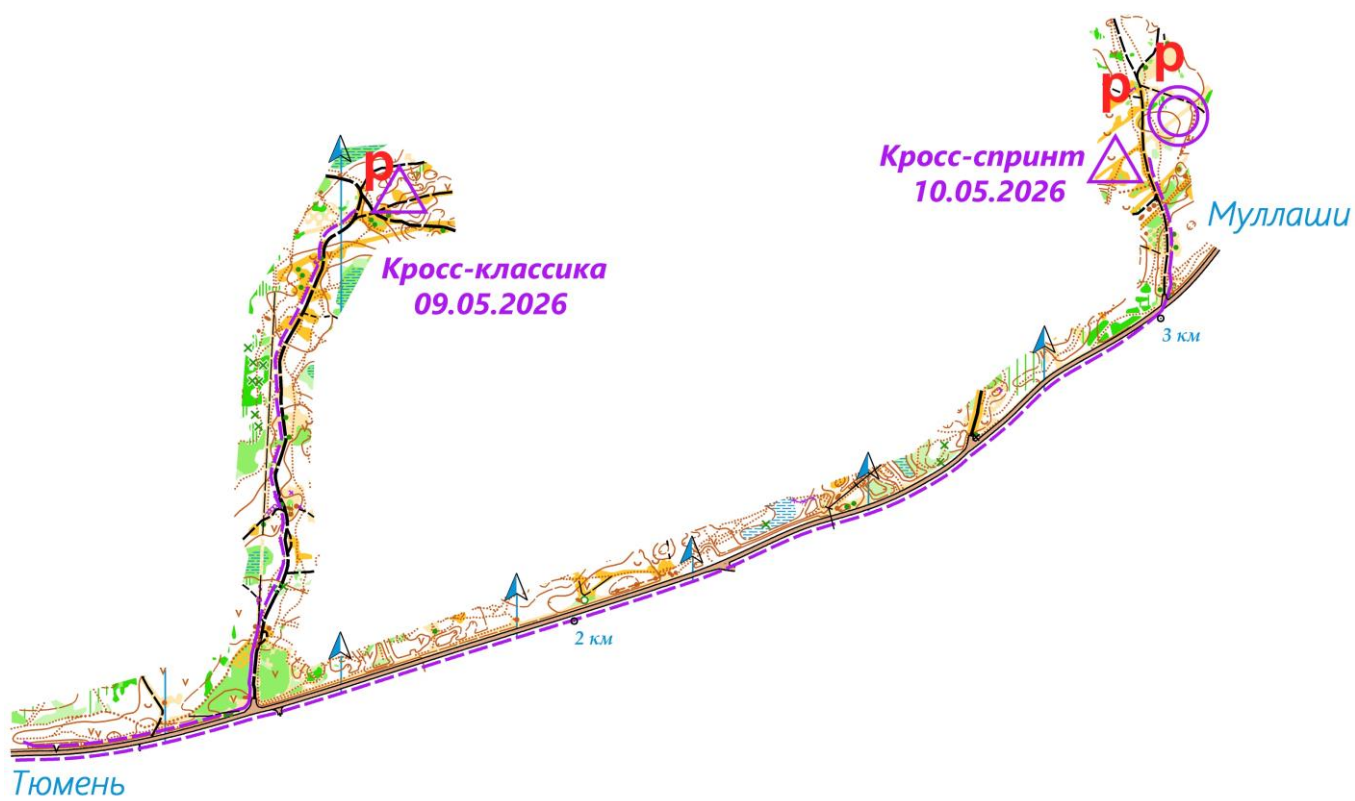 р
р
р
Кросс-спринт
10.05.2026
Муллаши
Кросс-классика
09.05.2026
3 км
2 км
Тюмень